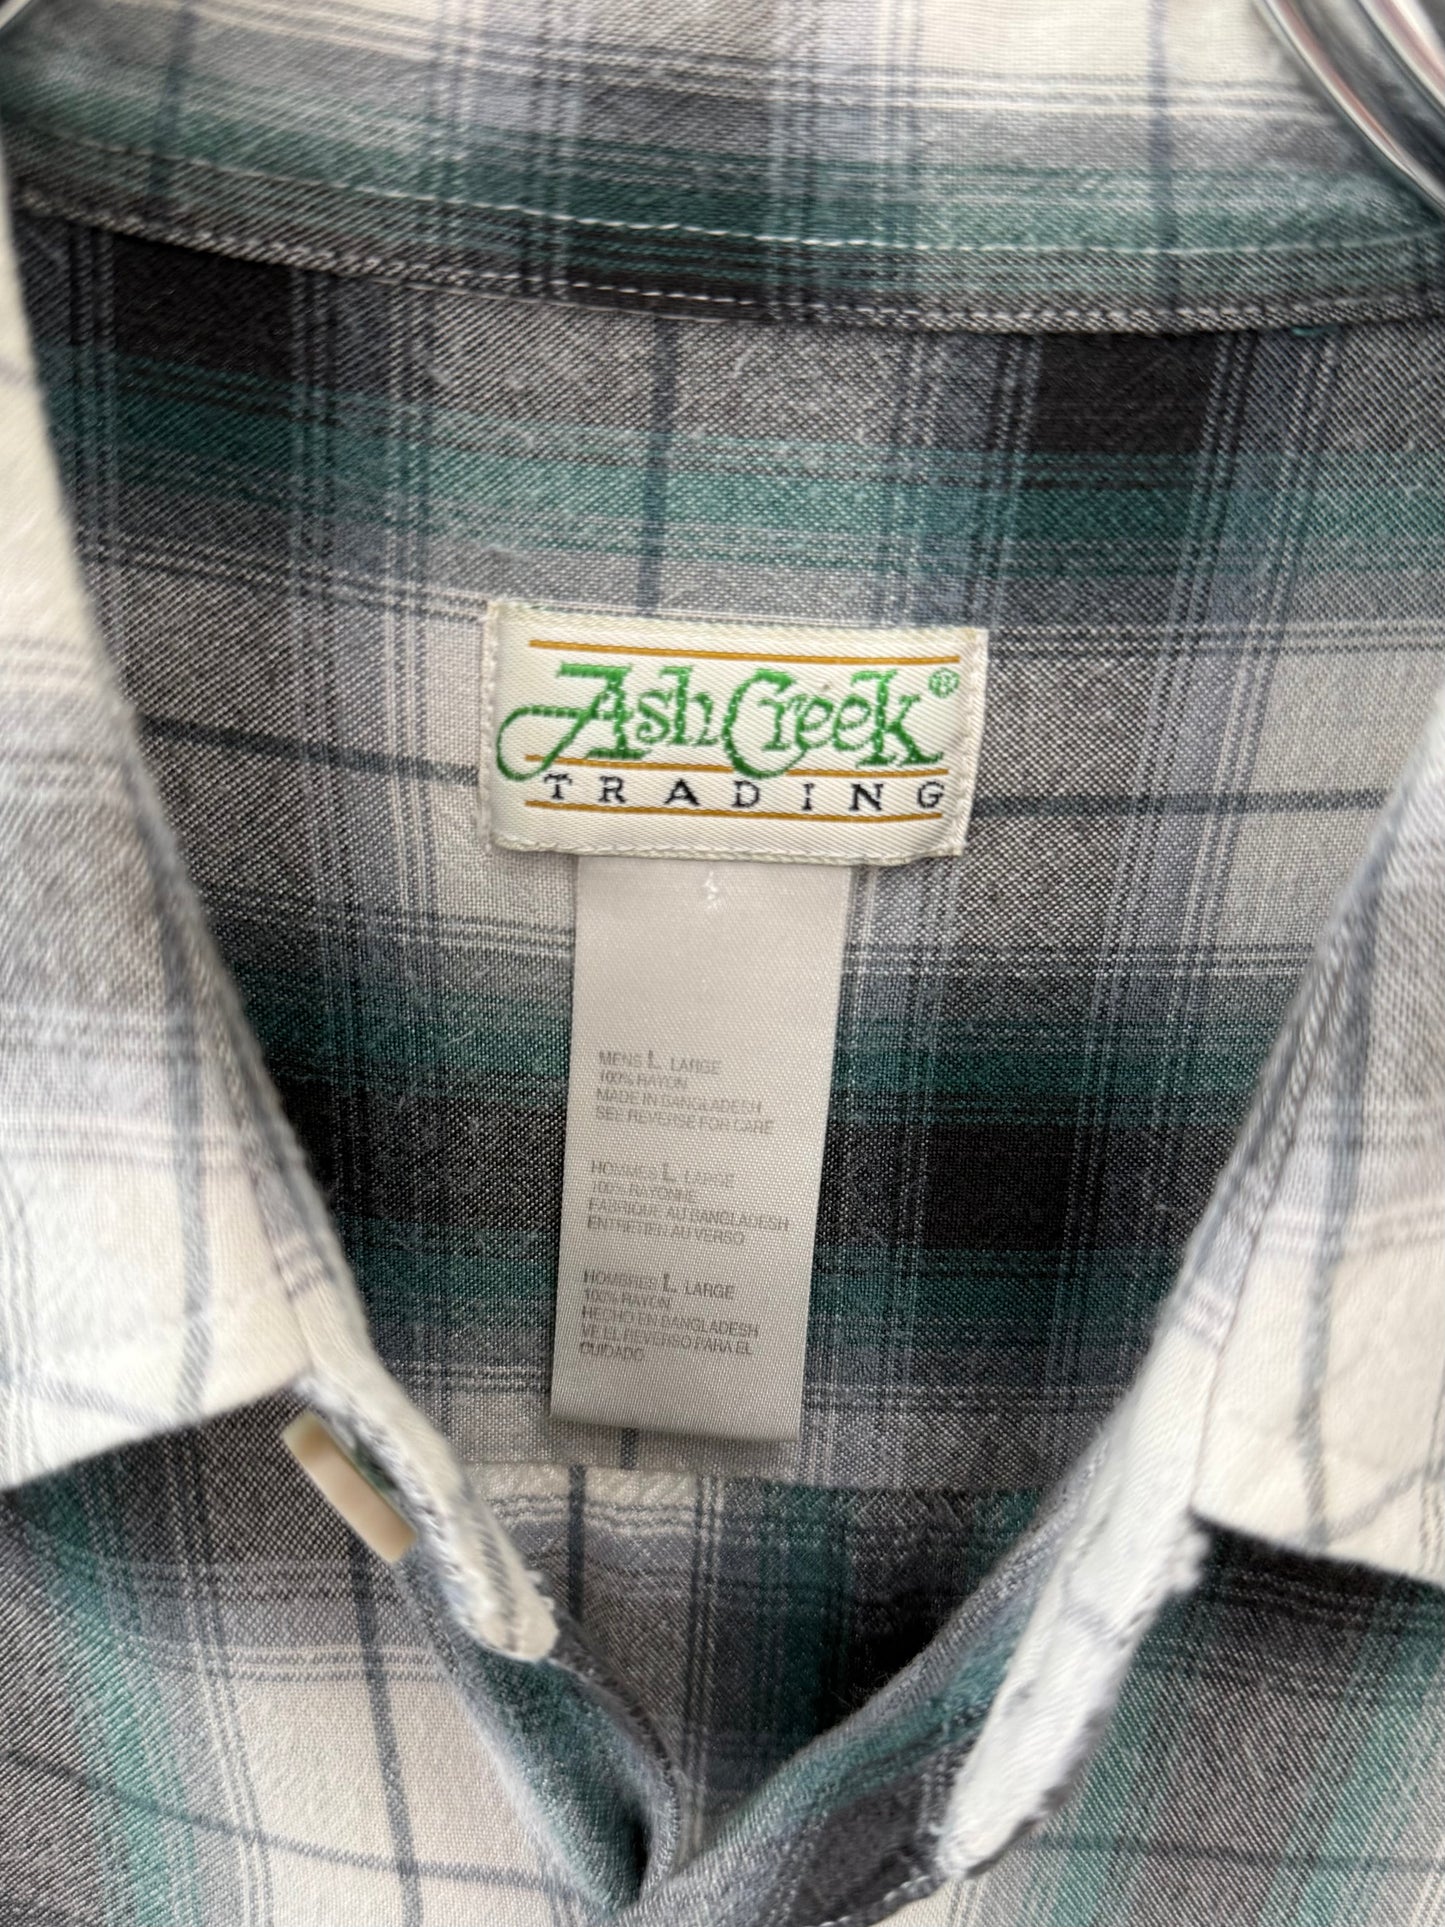 Ash Creek®
TRADING
MENS L LARGE
100% RAYON
MADE IN BANGLADESH
SEE REVERSE FOR CARE
HOMMES L LARGE
100% RAYONNE
FABRIQUE AU BANGLADESH
ENTRETIEN AU VERSO
HOMBRES L LARGE
100% RAYON
HECHO EN BANGLADESH
VE EL REVERSO PARA EL
CUIDADO.